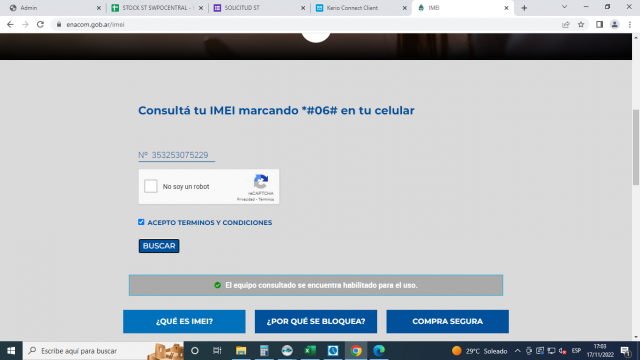 Admin
STOCK ST SWPOCENTRAL -
SOLICITUD ST
Kerio Connect Client
IMEI
enacom.gob.ar/imei
Consultá tu IMEI marcando *#06# en tu celular
Nº 353253075229
No soy un robot
reCAPTCHA
Privacidad - Términos
ACEPTO TERMINOS Y CONDICIONES
BUSCAR
El equipo consultado se encuentra habilitado para el uso.
¿QUÉ ES IMEI?
¿POR QUÉ SE BLOQUEA?
COMPRA SEGURA
Escribe aquí para buscar
29°C Soleado
ESP
17:03
17/11/2022